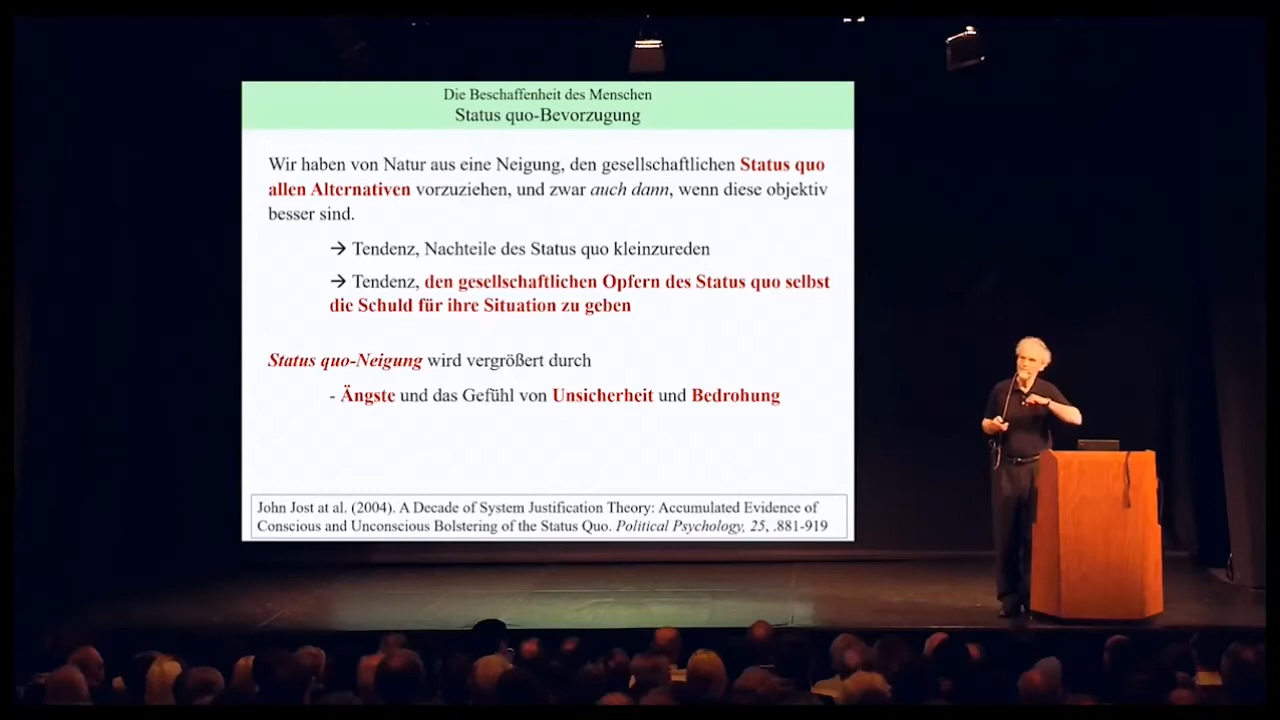 Die Beschaffenheit des Menschen
Status quo-Bevorzugung
Wir haben von Natur aus eine Neigung, den gesellschaftlichen Status quo
allen Alternativen vorzuziehen, und zwar auch dann, wenn diese objektiv
besser sind.
→ Tendenz, Nachteile des Status quo kleinzureden
→ Tendenz, den gesellschaftlichen Opfern des Status quo selbst
die Schuld für ihre Situation zu geben
Status quo-Neigung wird vergrößert durch
- Ängste und das Gefühl von Unsicherheit und Bedrohung
John Jost at al. (2004). A Decade of System Justification Theory: Accumulated Evidence of
Conscious and Unconscious Bolstering of the Status Quo. Political Psychology, 25, .881-919